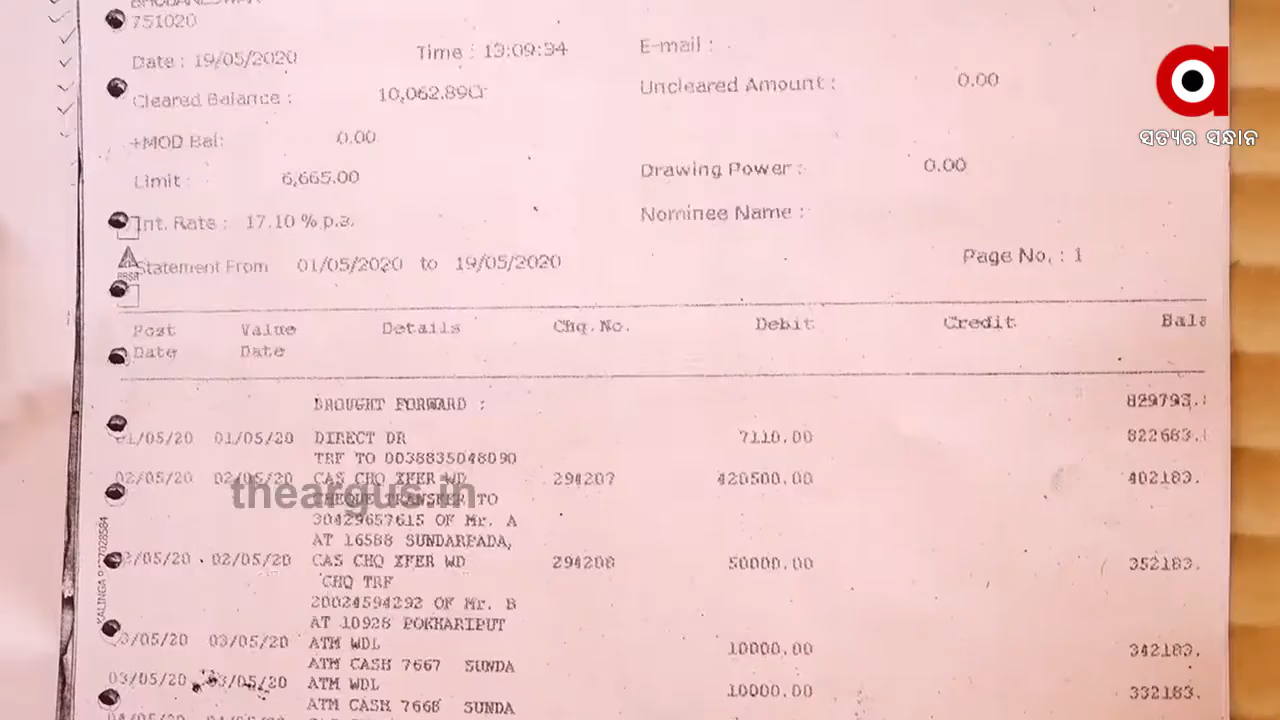 751020
Date : 19/05/2020 Time : 13:09:34 E-mail :
Cleared Balance : 10,062.89Cr Uncleared Amount : 0.00
+MOD Bal: 0.00
Limit : 6,665.00 Drawing Power : 0.00
Int. Rate : 17.10 % p.a. Nominee Name :
Statement From 01/05/2020 to 19/05/2020 Page No. : 1
Post Value Details Chq.No. Debit Credit Bala
Date Date
BROUGHT FORWARD : 829793.
01/05/20 01/05/20 DIRECT DR 7110.00 822683.
TRF TO 0038835048090
02/05/20 02/05/20 CAS CHQ XFER WD 294207 420500.00 402183.
CHEQUE TRANSFER TO
30429657615 OF Mr. A
AT 16588 SUNDARPADA,
02/05/20 02/05/20 CAS CHQ XFER WD 294208 50000.00 352183.
CHQ TRF
20024594292 OF Mr. B
AT 10928 POKHARIPUT
03/05/20 03/05/20 ATM WDL 10000.00 342183.
ATM CASH 7667 SUNDA
03/05/20 03/05/20 ATM WDL 10000.00 332183.
ATM CASH 7668 SUNDA
theargus.in
a
ସତ୍ୟର ସନ୍ଧାନ